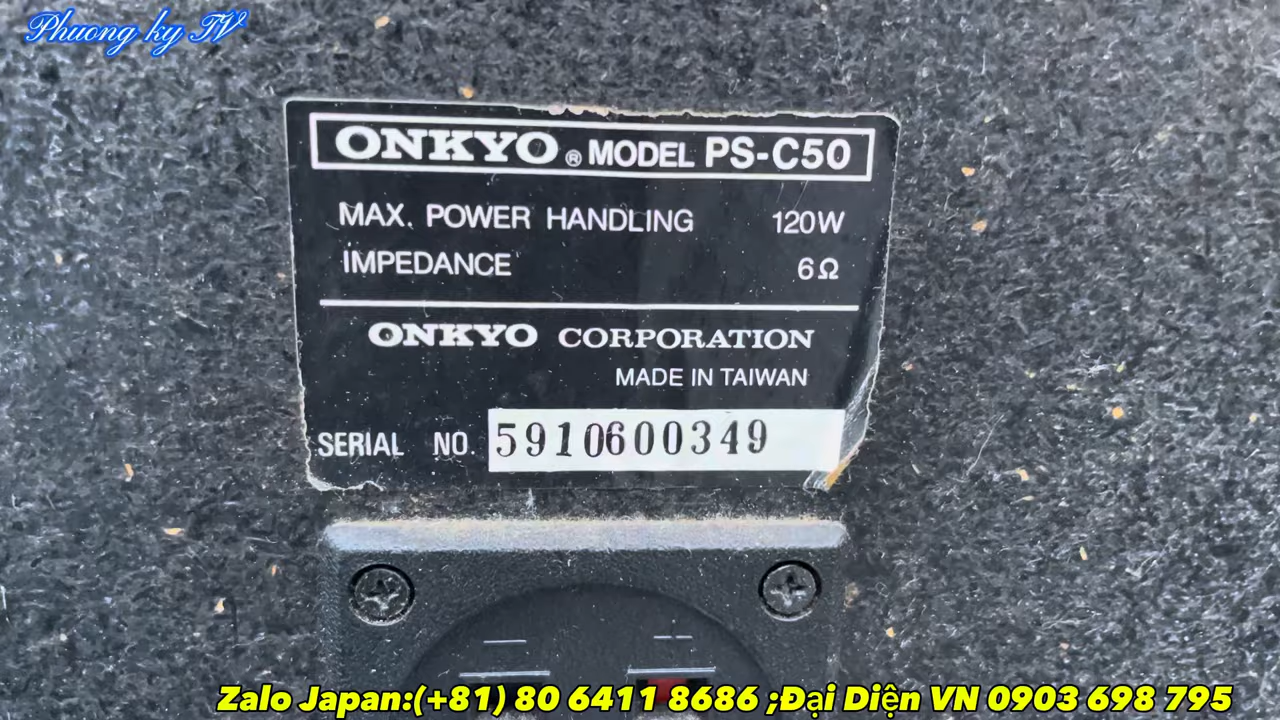 Phuong ky TV
ONKYO ® MODEL PS-C50
MAX. POWER HANDLING 120W
IMPEDANCE 6Ω
ONKYO CORPORATION
MADE IN TAIWAN
SERIAL NO. 5910600349
Zalo Japan:(+81) 80 6411 8686 ;Đại Diện VN 0903 698 795